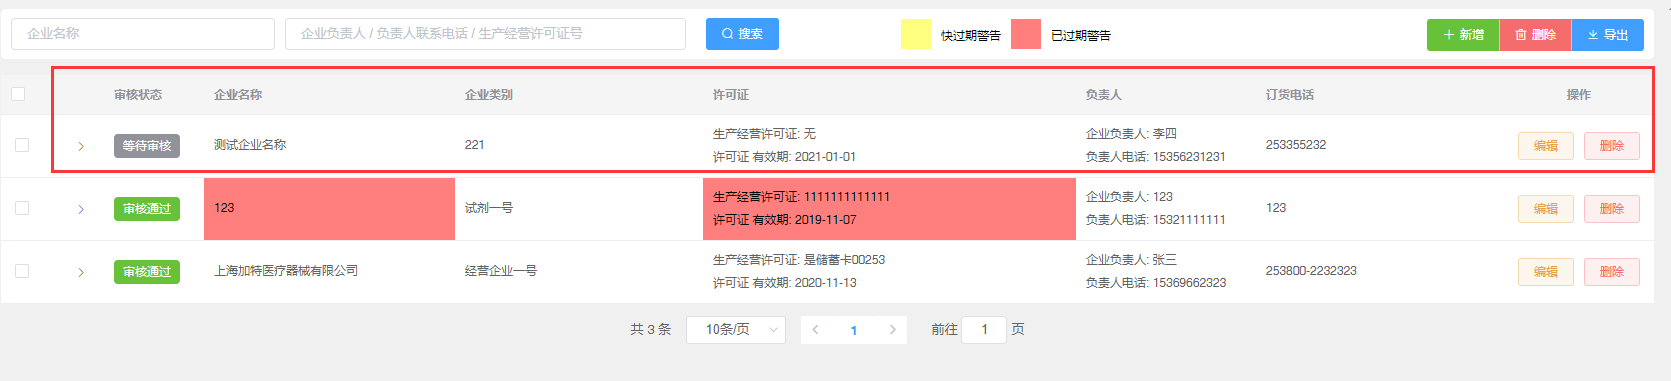 企业名称 企业负责人 / 负责人联系电话 / 生产经营许可证号 搜索 快过期警告 已过期警告 新增 删除 导出
审核状态 企业名称 企业类别 许可证 负责人 订货电话 操作
等待审核 测试企业名称 221 生产经营许可证: 无 企业负责人: 李四 253355232 编辑 删除
许可证 有效期: 2021-01-01 负责人电话: 15356231231
审核通过 123 试剂一号 生产经营许可证: 1111111111111 企业负责人: 123 123 编辑 删除
许可证 有效期: 2019-11-07 负责人电话: 15321111111
审核通过 上海加特医疗器械有限公司 经营企业一号 生产经营许可证: 是储蓄卡00253 企业负责人: 张三 253800-2232323 编辑 删除
许可证 有效期: 2020-11-13 负责人电话: 15369662323
共 3 条 10条/页 1 前往 1 页